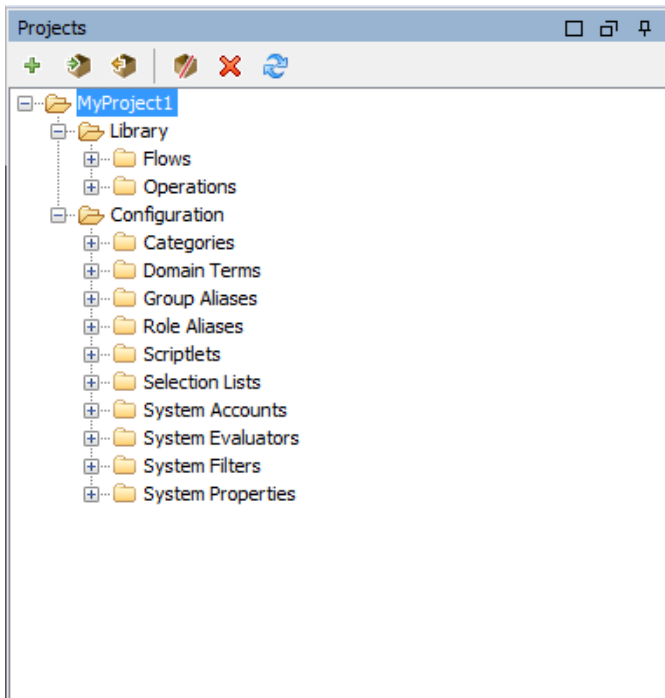 Projects
MyProject1
Library
Flows
Operations
Configuration
Categories
Domain Terms
Group Aliases
Role Aliases
Scriptlets
Selection Lists
System Accounts
System Evaluators
System Filters
System Properties